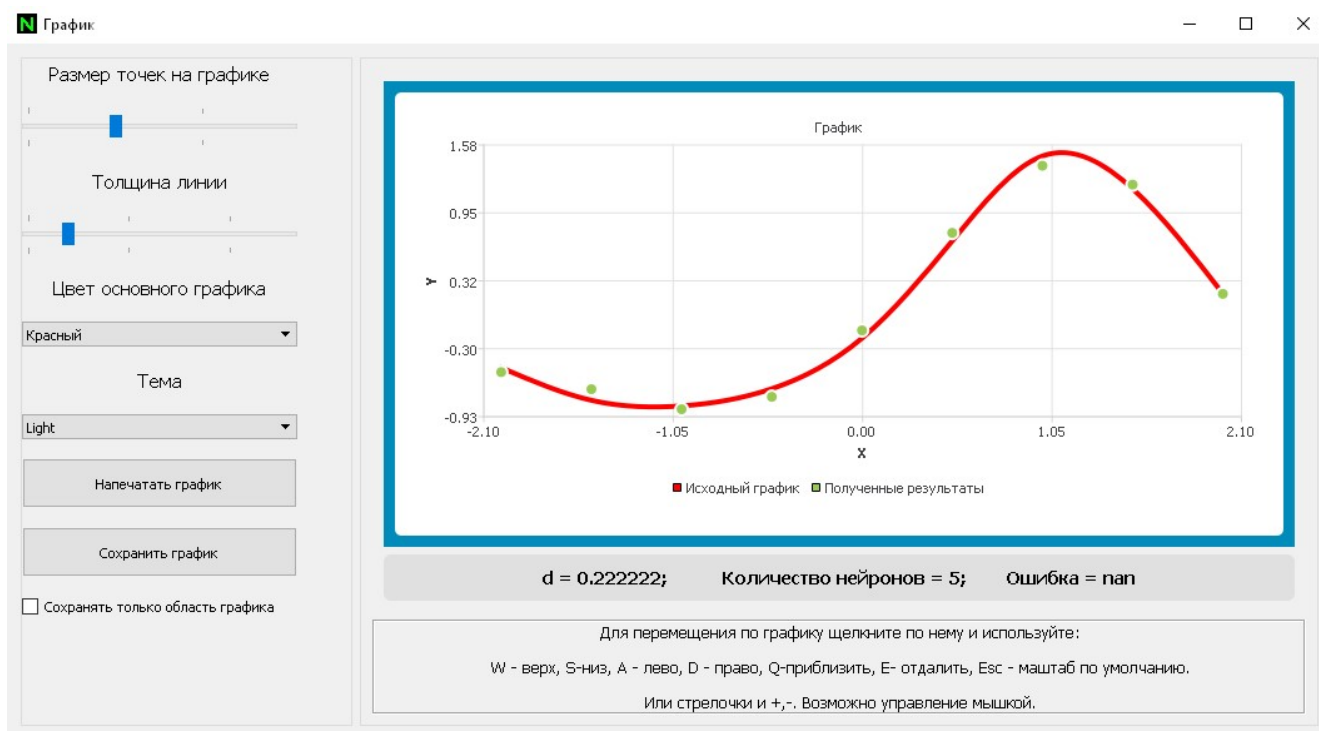 N График
Размер точек на графике
Толщина линии
Цвет основного графика
Красный
Тема
Light
Напечатать график
Сохранить график
Сохранять только область графика
График
1.58
0.95
Y 0.32
-0.30
-0.93
-2.10 -1.05 0.00 1.05 2.10
X
Исходный график Полученные результаты
d = 0.222222; Количество нейронов = 5; Ошибка = nan
Для перемещения по графику щелкните по нему и используйте:
W - верх, S-низ, A - лево, D - право, Q-приблизить, E- отдалить, Esc - маштаб по умолчанию.
Или стрелочки и +,-. Возможно управление мышкой.